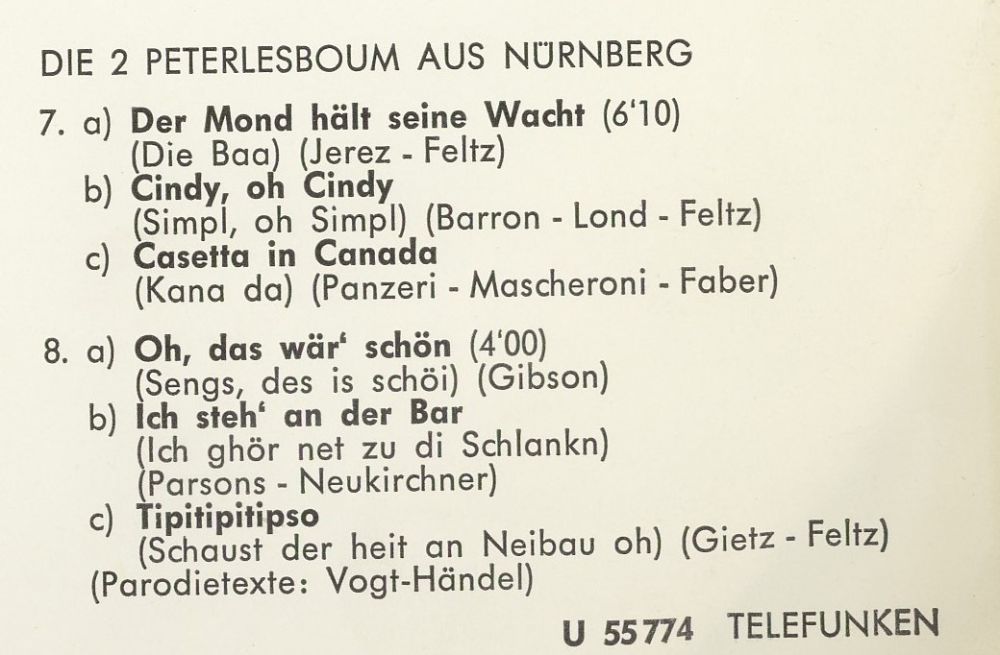 DIE 2 PETERLESBOUM AUS NÜRNBERG
7. a) Der Mond hält seine Wacht (6'10)
(Die Baa) (Jerez - Feltz)
b) Cindy, oh Cindy
(Simpl, oh Simpl) (Barron - Lond - Feltz)
c) Casetta in Canada
(Kana da) (Panzeri - Mascheroni - Faber)
8. a) Oh, das wär‘ schön (4‘00)
(Sengs, des is schöi) (Gibson)
b) Ich steh‘ an der Bar
(Ich ghör net zu di Schlankn)
(Parsons - Neukirchner)
c) Tipitipitipso
(Schaust der heit an Neibau oh) (Gietz - Feltz)
(Parodietexte: Vogt-Händel)
U 55774 TELEFUNKEN